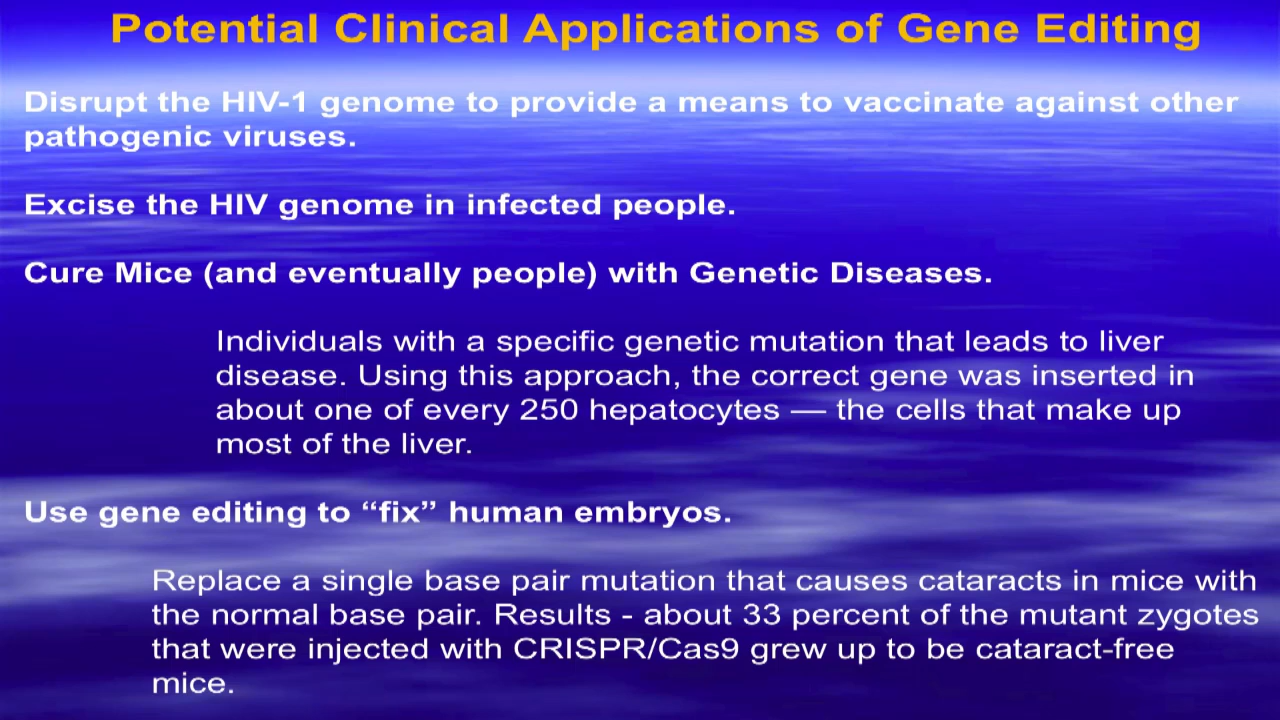 Potential Clinical Applications of Gene Editing
Disrupt the HIV-1 genome to provide a means to vaccinate against other
pathogenic viruses.
Excise the HIV genome in infected people.
Cure Mice (and eventually people) with Genetic Diseases.
Individuals with a specific genetic mutation that leads to liver
disease. Using this approach, the correct gene was inserted in
about one of every 250 hepatocytes — the cells that make up
most of the liver.
Use gene editing to “fix” human embryos.
Replace a single base pair mutation that causes cataracts in mice with
the normal base pair. Results - about 33 percent of the mutant zygotes
that were injected with CRISPR/Cas9 grew up to be cataract-free
mice.